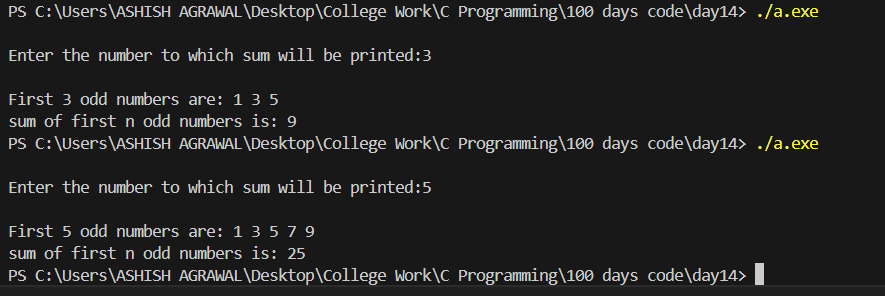 PS C:\Users\ASHISH AGRAWAL\Desktop\College Work\C Programming\100 days code\day14> ./a.exe
Enter the number to which sum will be printed:3
First 3 odd numbers are: 1 3 5
sum of first n odd numbers is: 9
PS C:\Users\ASHISH AGRAWAL\Desktop\College Work\C Programming\100 days code\day14> ./a.exe
Enter the number to which sum will be printed:5
First 5 odd numbers are: 1 3 5 7 9
sum of first n odd numbers is: 25
PS C:\Users\ASHISH AGRAWAL\Desktop\College Work\C Programming\100 days code\day14>